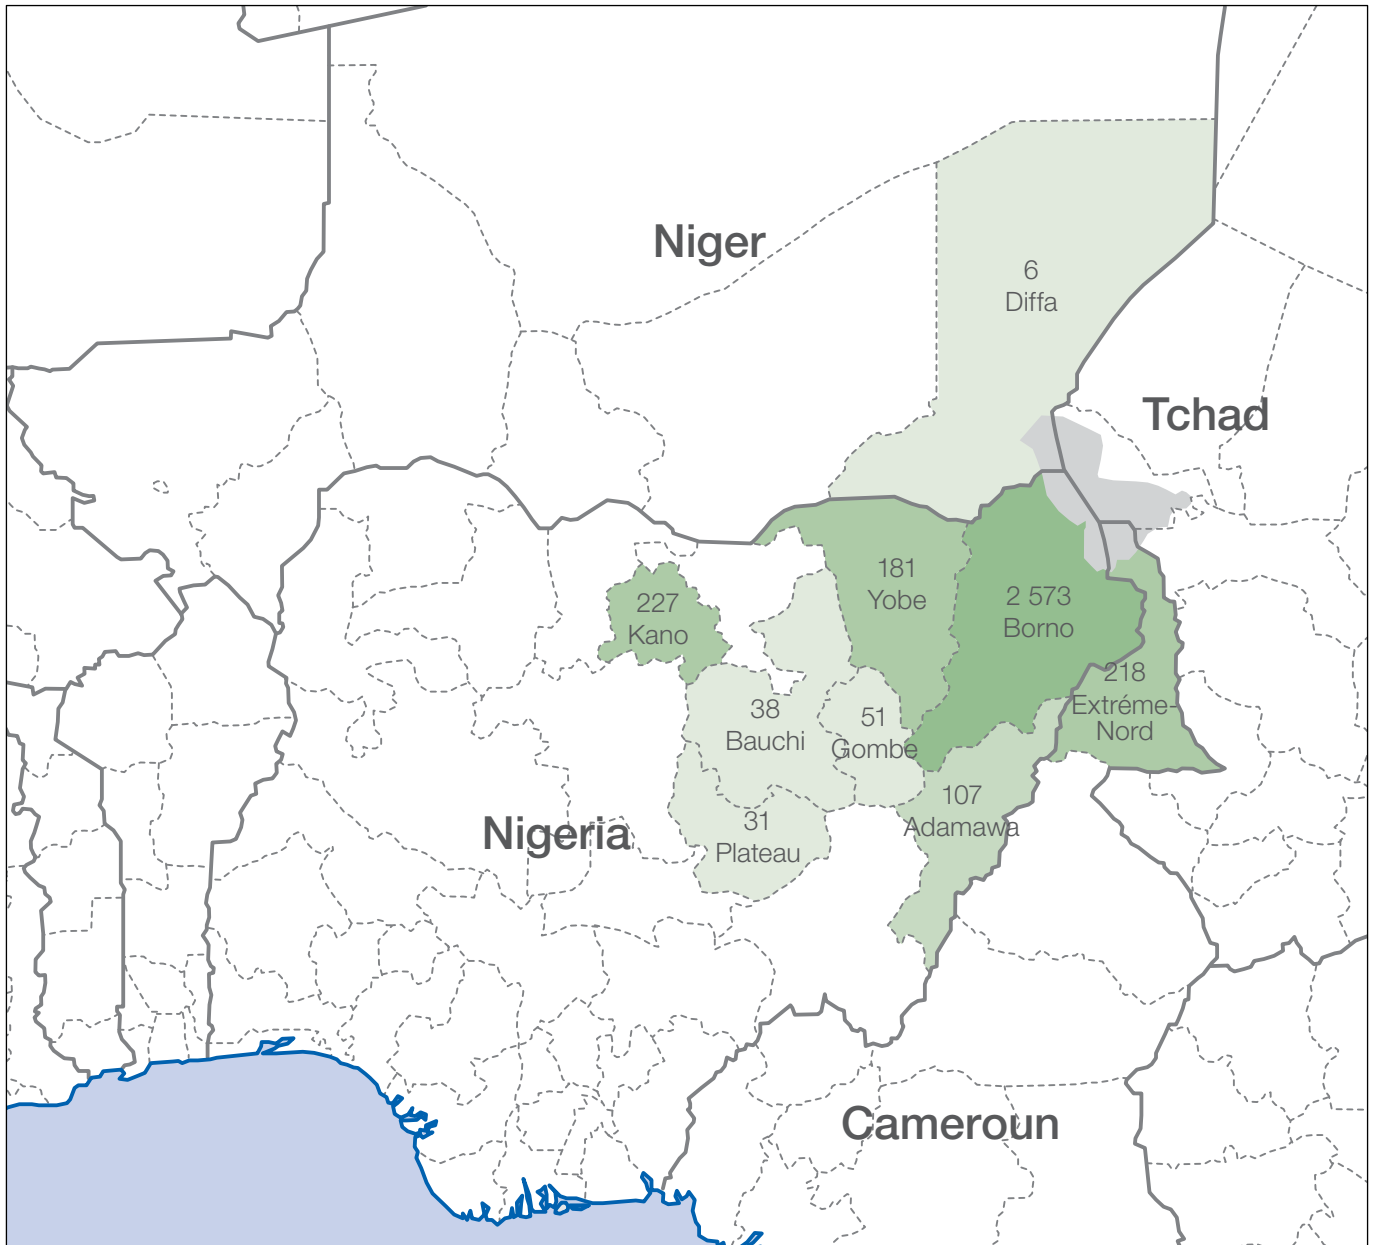 Niger
6
Diffa
Tchad
181
Yobe
2 573
Borno
227
Kano
218
Extréme-
Nord
38
Bauchi
51
Gombe
107
Adamawa
Nigeria
31
Plateau
Cameroun